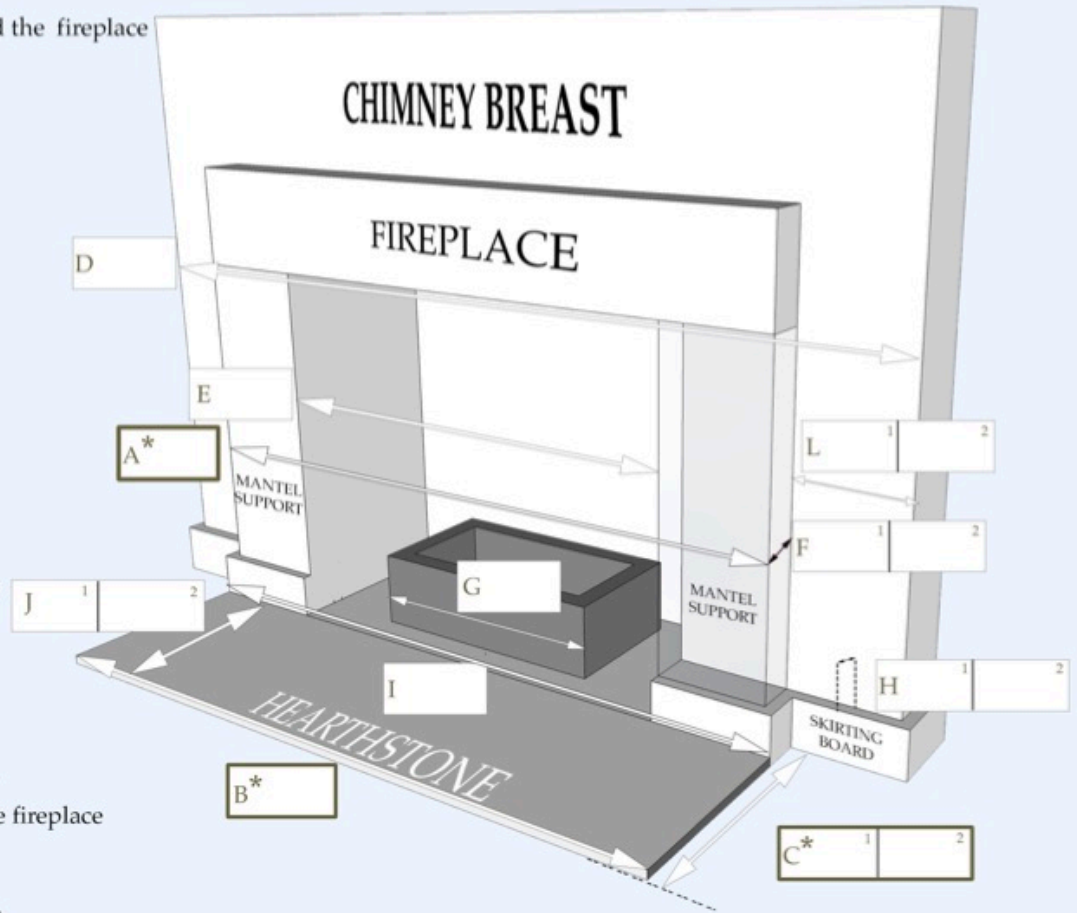 the fireplace
CHIMNEY BREAST
FIREPLACE
D
E
A*
L 1 2
MANTEL
SUPPORT
F 1 2
G
J 1 2
MANTEL
SUPPORT
I
H 1 2
HEARTHSTONE
SKIRTING
BOARD
B*
fireplace
C* 1 2